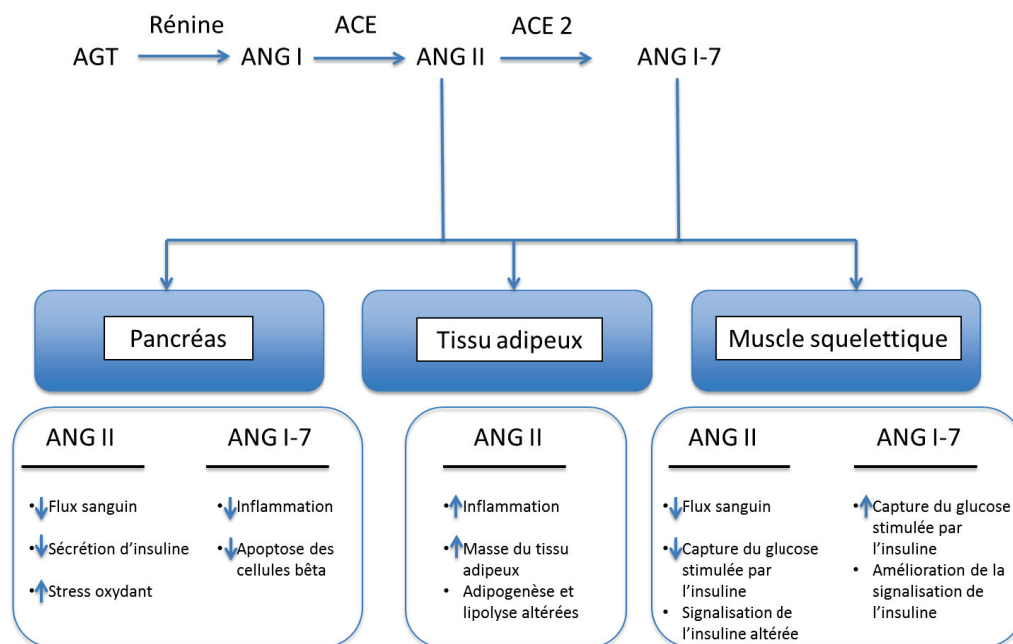 Rénine
ACE
ACE 2
AGT
ANG I
ANG II
ANG I-7
Pancréas
Tissu adipeux
Muscle squelettique
ANG II
• Flux sanguin
• Sécrétion d’insuline
• Stress oxydant
ANG I-7
• Inflammation
• Apoptose des
cellules bêta
ANG II
• Inflammation
• Masse du tissu
adipeux
• Adipogenèse et
lipolyse altérées
ANG II
• Flux sanguin
• Capture du glucose
stimulée par
l’insuline
• Signalisation de
l’insuline altérée
ANG I-7
• Capture du glucose
stimulée par
l’insuline
• Amélioration de la
signalisation de
l’insuline